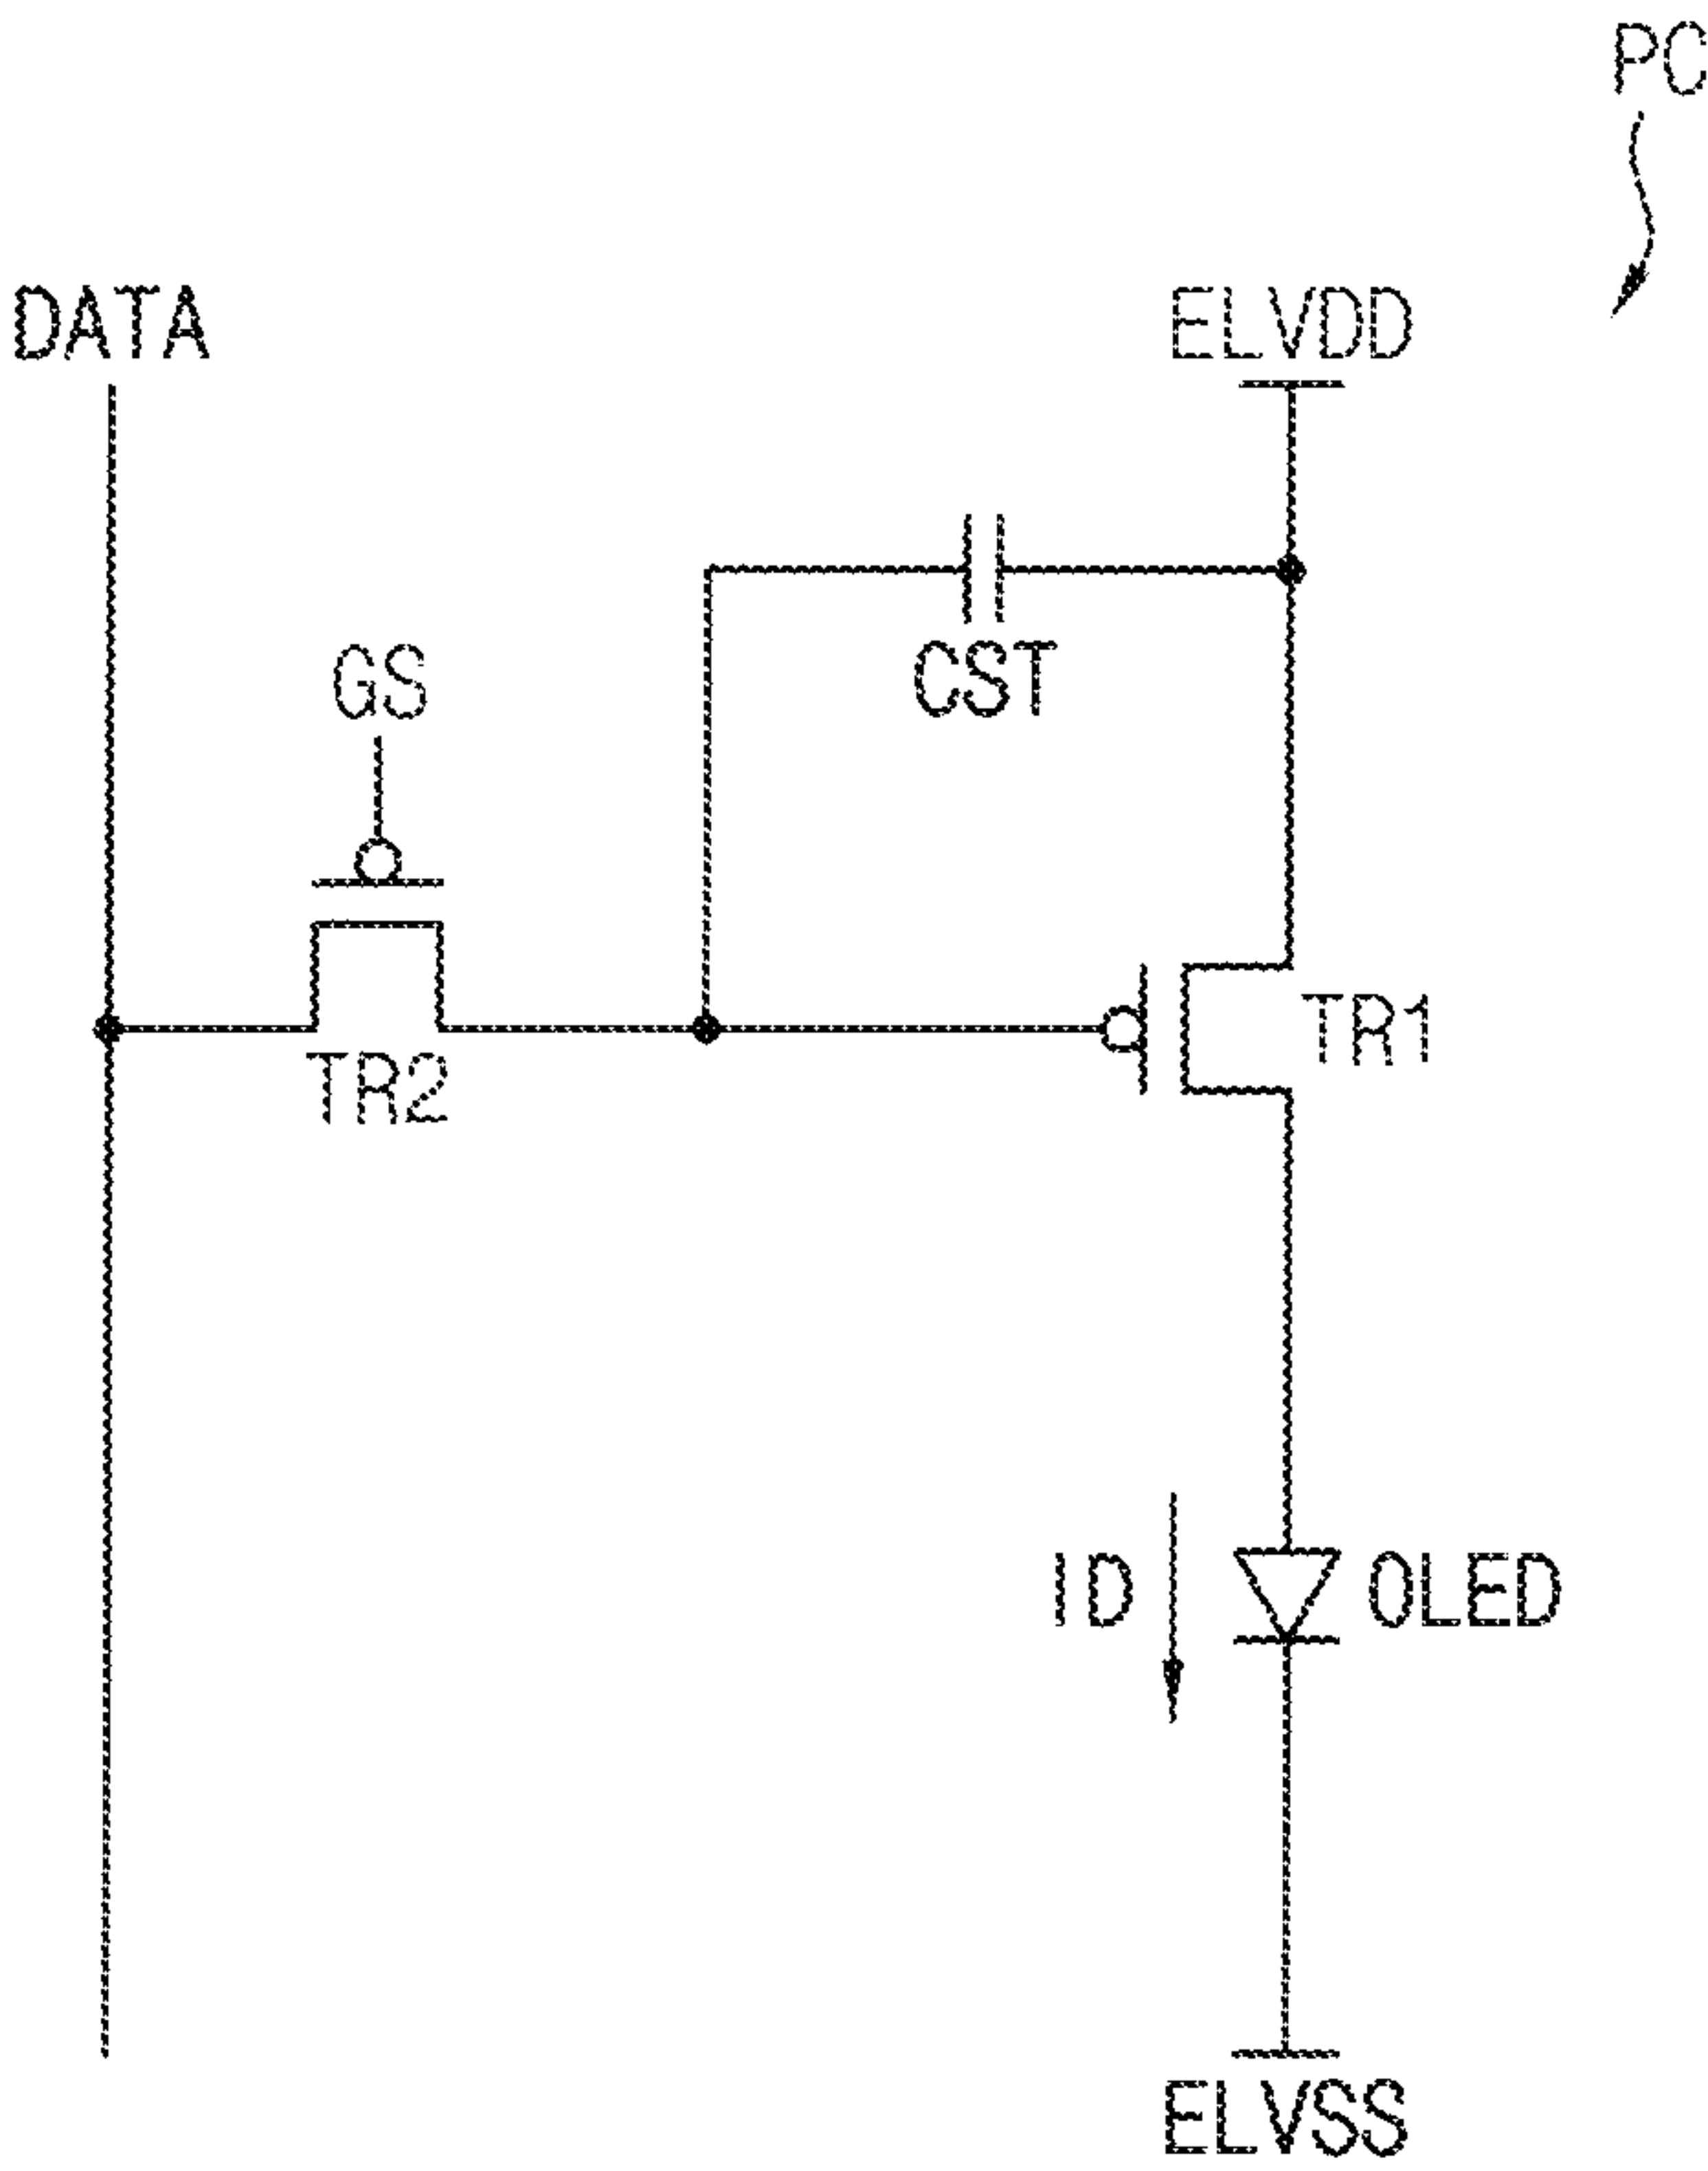 PC
DATA
ELVDD
GS
CST
TR1
TR2
ID
OLED
ELVSS